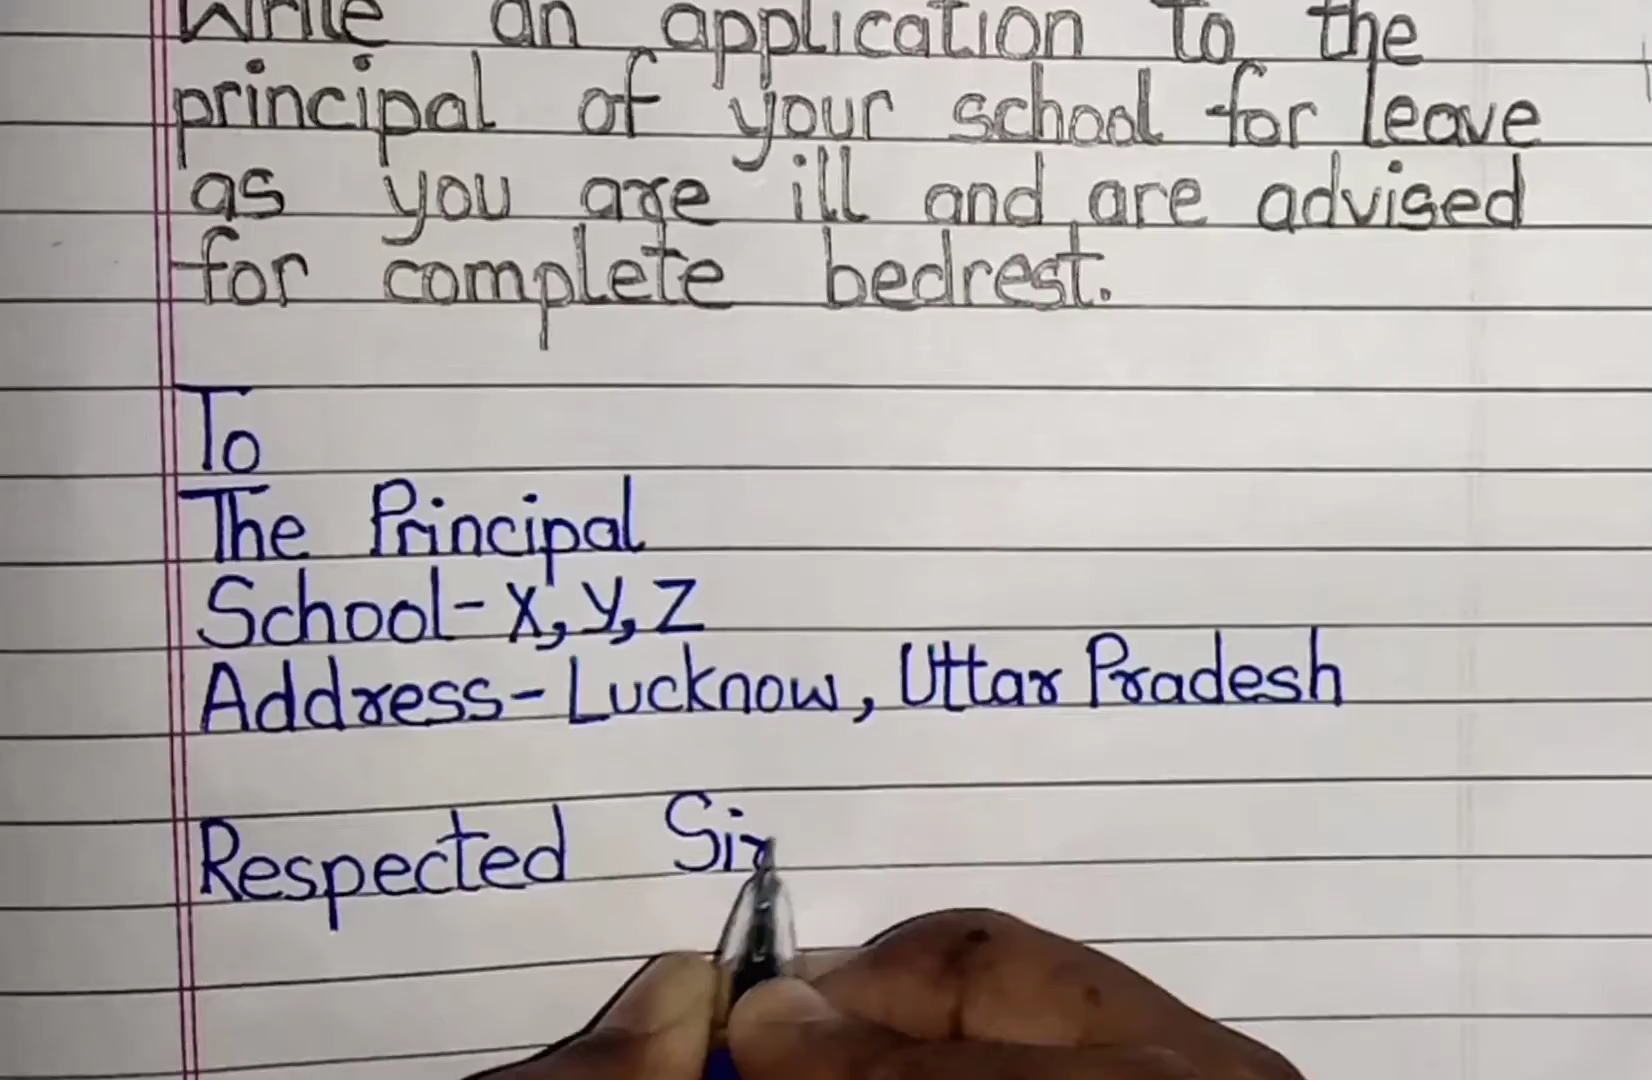 Write an application to the
principal of your school for leave
as you are ill and are advised
for complete bedrest.
To
The Principal
School-X, Y, Z
Address-Lucknow, Uttar Pradesh
Respected Sir